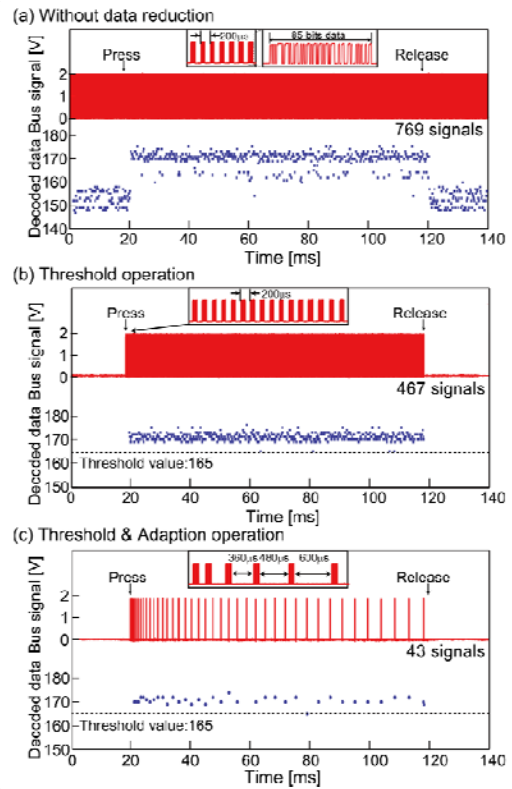 (a) Without data reduction
200μs
85 bits data
Press
Release
Decoded data Bus signal [V]
2
1
0
769 signals
180
170
160
150
140
0 20 40 60 80 100 120 140
Time [ms]
(b) Threshold operation
200μs
Press
Release
Decoded data Bus signal [V]
2
1
0
467 signals
180
170
160
150
Threshold value:165
0 20 40 60 80 100 120 140
Time [ms]
(c) Threshold & Adaption operation
360μs 480μs 600μs
Press
Release
Decoded data Bus signal [V]
2
1
0
43 signals
180
170
160
150
Threshold value:165
0 20 40 60 80 100 120 140
Time [ms]